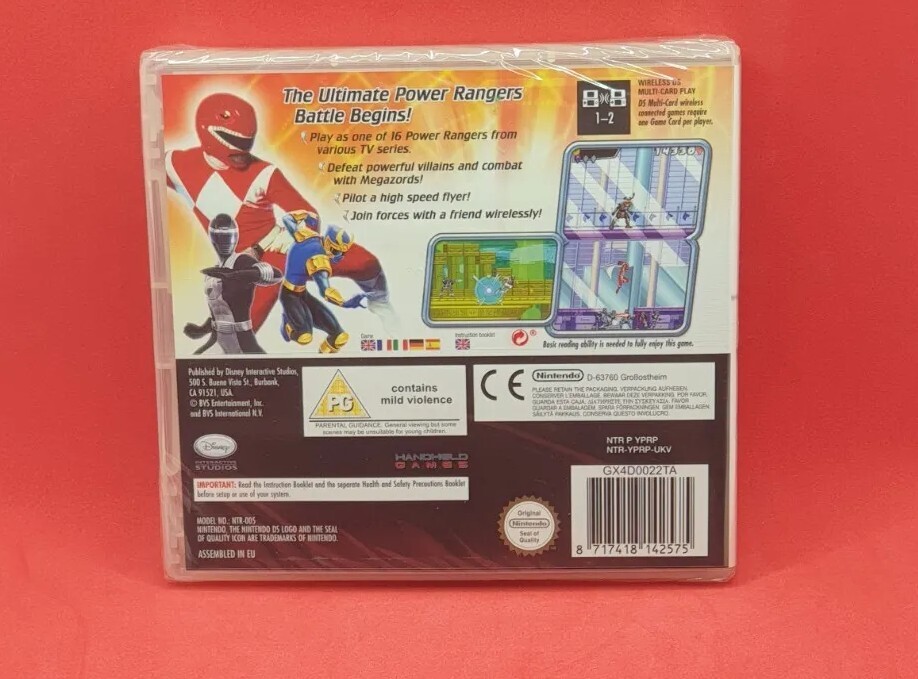 The Ultimate Power Rangers
Battle Begins!
Play as one of 16 Power Rangers from
various TV series.
Defeat powerful villains and combat
with Megazords!
Pilot a high speed flyer!
Join forces with a friend wirelessly!
1-2
WIRELESS DS
MULTI-CARD PLAY
DS Multi-Card wireless
connected games require
one Game Card per player.
14330
Game
Instruction booklet
Basic reading ability is needed to fully enjoy this game.
Published by Disney Interactive Studios,
500 S. Buena Vista St., Burbank,
CA 91521, USA.
© BVS Entertainment, Inc.
and BVS International N.V.
PG
contains
mild violence
PARENTAL GUIDANCE. General viewing but some
scenes may be unsuitable for young children.
CE
Nintendo D-63760 Großostheim
PLEASE RETAIN THE PACKAGING. VERPACKUNG AUFHEBEN.
CONSERVER L'EMBALLAGE. BEWAAR DEZE VERPAKKING. POR FAVOR,
GUARDA ESTA CAJA. ΔΙΑΤΗΡΗΣΤΕ ΤΗΝ ΣΥΣΚΕΥΑΣΙΑ. FAVOR
GUARDAR A EMBALAGEM. SPARA FÖRPACKNINGEN. GEM EMBALLAGEN.
SÄILYTÄ PAKKAUS. CONSERVA QUESTO INVOLUCRO.
NTR P YPRP
NTR-YPRP-UKV
Disney
INTERACTIVE
STUDIOS
HANDHELD
GAMES
IMPORTANT: Read the Instruction Booklet and the separate Health and Safety Precautions Booklet
before setup or use of your system.
MODEL NO.: NTR-005
NINTENDO, THE NINTENDO DS LOGO AND THE SEAL
OF QUALITY ICON ARE TRADEMARKS OF NINTENDO.
ASSEMBLED IN EU
Original
Nintendo
Seal of
Quality
GX4D0022TA
8 717418 142575